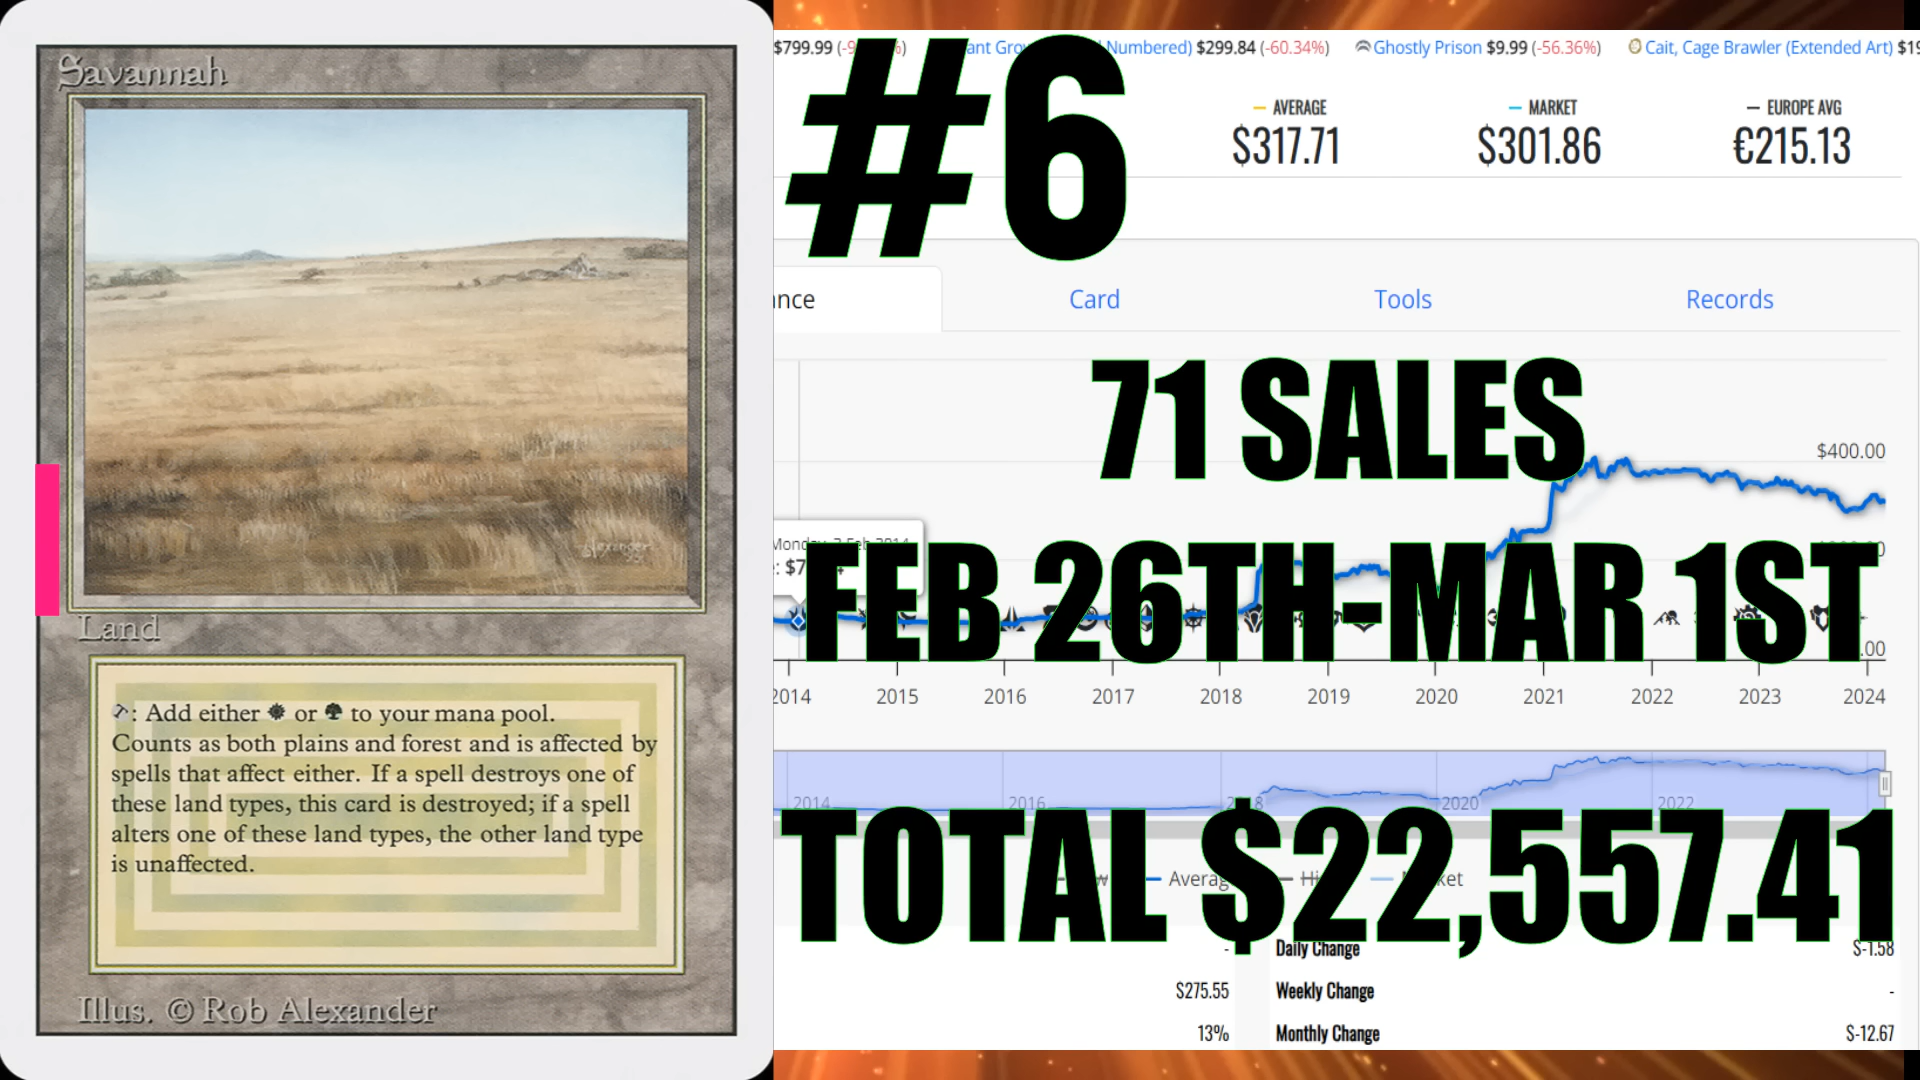 Savannah
Land
: Add either or to your mana pool.
Counts as both plains and forest and is affected by
spells that affect either. If a spell destroys one of
these land types, this card is destroyed; if a spell
alters one of these land types, the other land type
is unaffected.
Illus. © Rob Alexander
$799.99
Numbered) $299.84 (-60.34%)
Ghostly Prison $9.99 (-56.36%)
Cait, Cage Brawler (Extended Art)
#6
AVERAGE
$317.71
MARKET
$301.86
EUROPE AVG
€215.13
Card
Tools
Records
71 SALES
$400.00
FEB 26TH-MAR 1ST
2014 2015 2016 2017 2018 2019 2020 2021 2022 2023 2024
2014 2016 2020 2022
TOTAL $22,557.41
Daily Change $-1.58
$275.55
Weekly Change -
13%
Monthly Change $-12.67